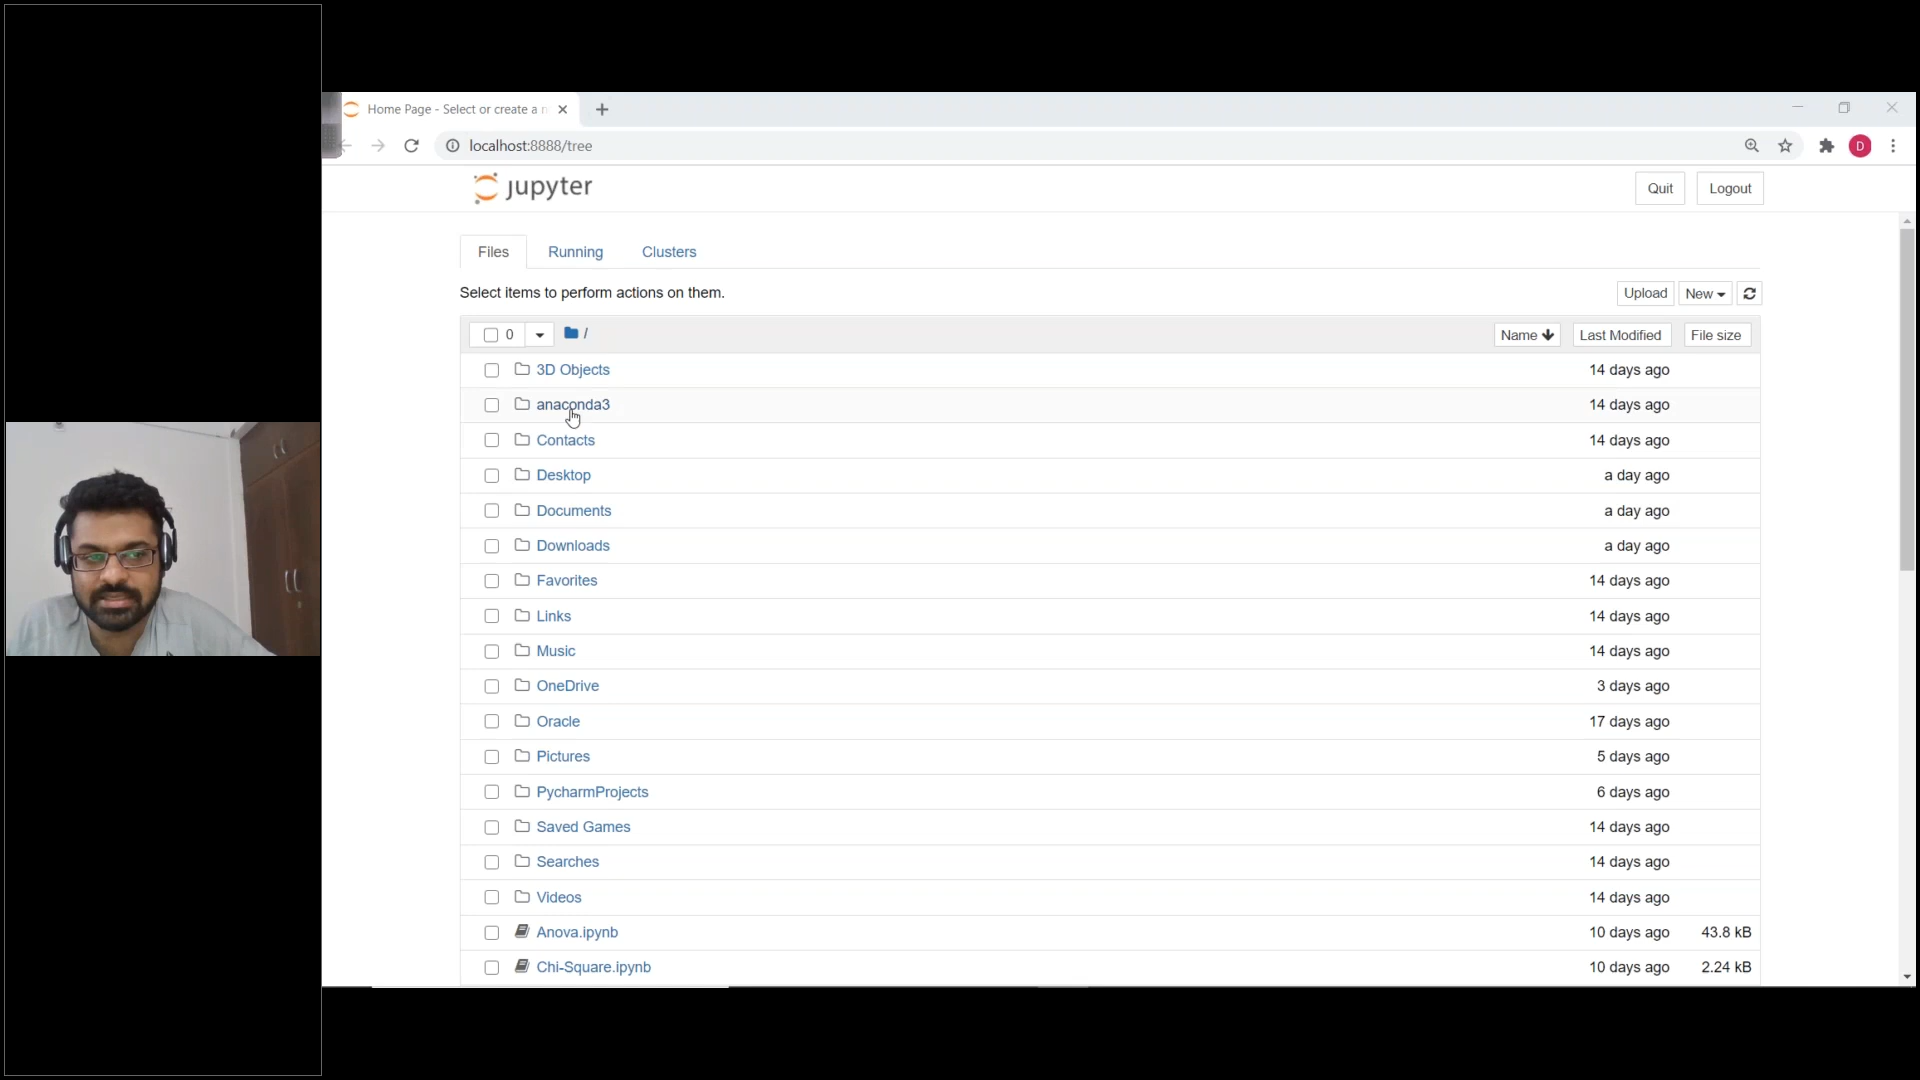 Home Page - Select or create a n
localhost:8888/tree
D
jupyter
Quit
Logout
Files
Running
Clusters
Select items to perform actions on them.
Upload
New
0
/
Name
Last Modified
File size
3D Objects
14 days ago
anaconda3
14 days ago
Contacts
14 days ago
Desktop
a day ago
Documents
a day ago
Downloads
a day ago
Favorites
14 days ago
Links
14 days ago
Music
14 days ago
OneDrive
3 days ago
Oracle
17 days ago
Pictures
5 days ago
PycharmProjects
6 days ago
Saved Games
14 days ago
Searches
14 days ago
Videos
14 days ago
Anova.ipynb
10 days ago
43.8 kB
Chi-Square.ipynb
10 days ago
2.24 kB